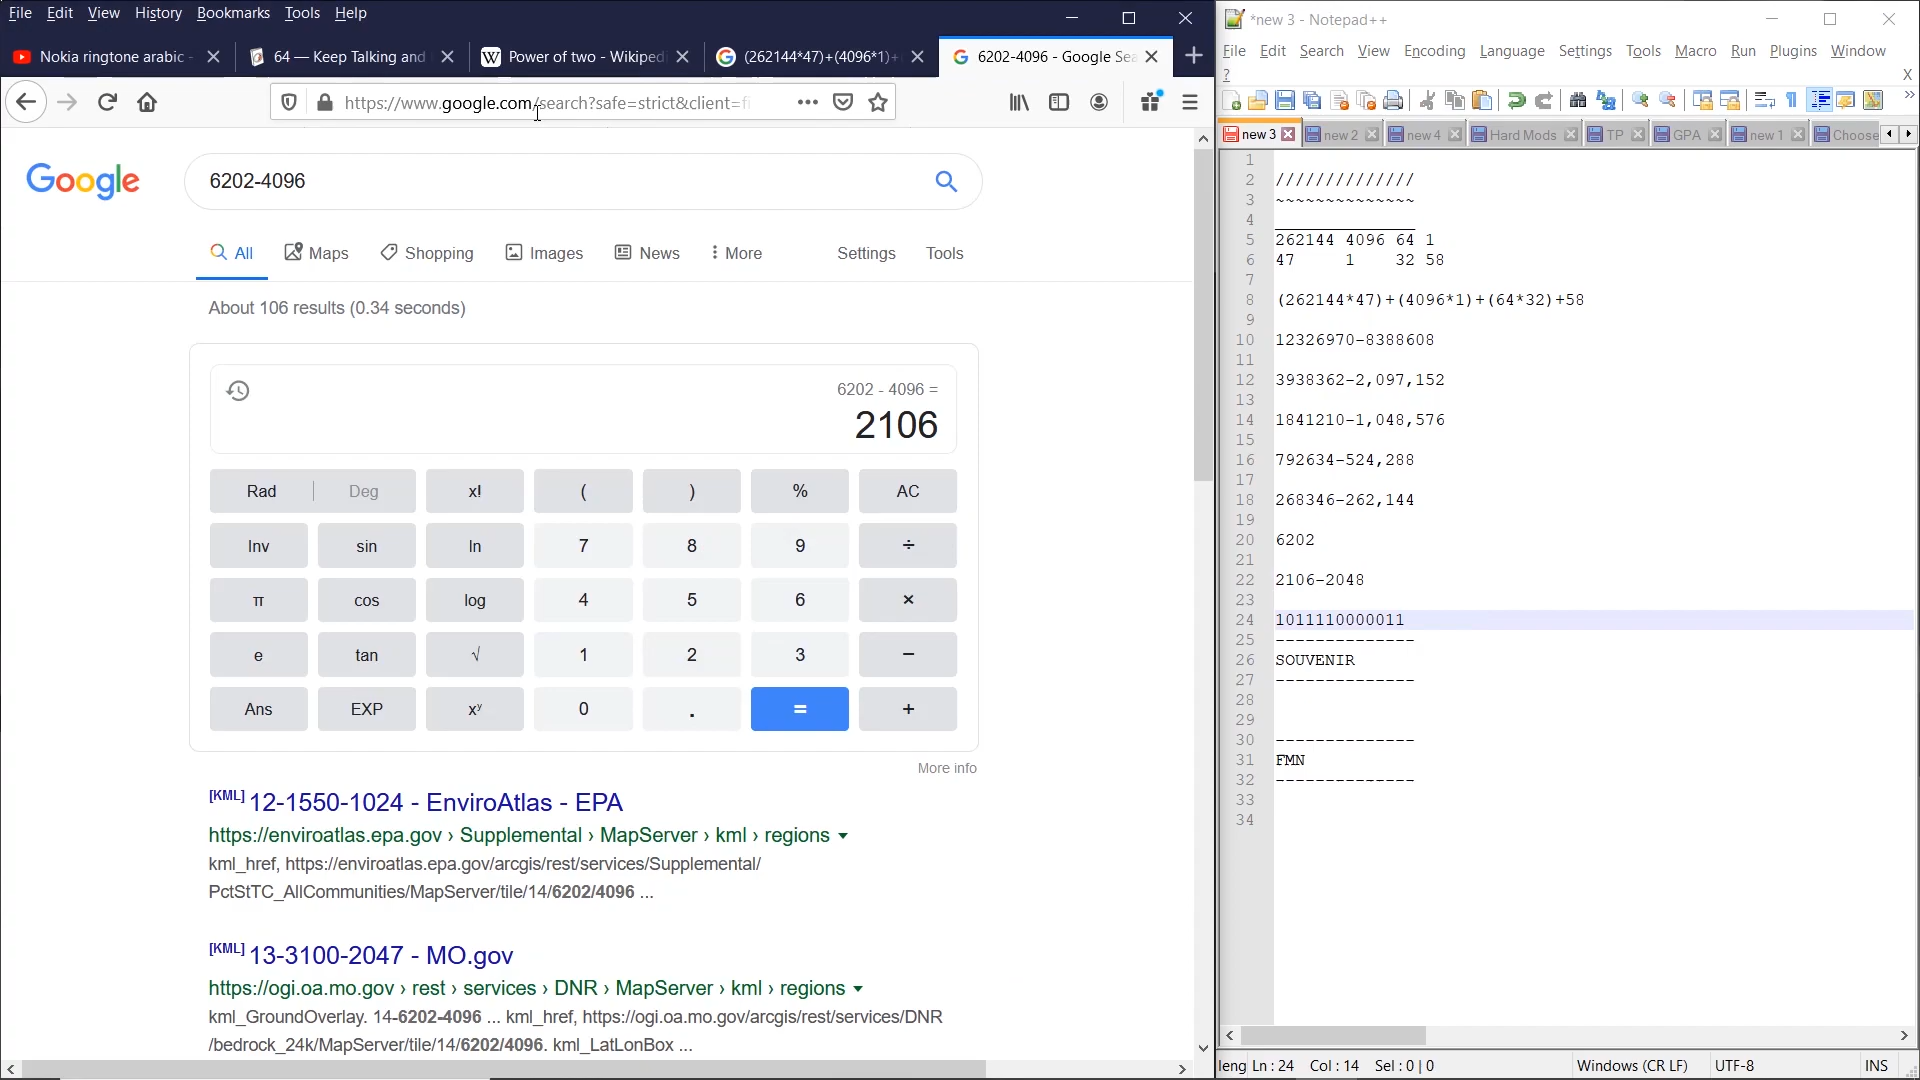 File Edit View History Bookmarks Tools Help
Nokia ringtone arabic -
64 — Keep Talking and
Power of two - Wikiped
(262144*47)+(4096*1)+
6202-4096 - Google Sea
https://www.google.com/search?safe=strict&client=fi
Google
6202-4096
All Maps Shopping Images News More Settings Tools
About 106 results (0.34 seconds)
6202 - 4096 =
2106
Rad Deg x! ( ) % AC
Inv sin ln 7 8 9 ÷
π cos log 4 5 6 ×
e tan √ 1 2 3 −
Ans EXP xʸ 0 . = +
More info
[KML] 12-1550-1024 - EnviroAtlas - EPA
https://enviroatlas.epa.gov › Supplemental › MapServer › kml › regions
kml_href, https://enviroatlas.epa.gov/arcgis/rest/services/Supplemental/
PctStTC_AllCommunities/MapServer/tile/14/6202/4096 ...
[KML] 13-3100-2047 - MO.gov
https://ogi.oa.mo.gov › rest › services › DNR › MapServer › kml › regions
kml_GroundOverlay. 14-6202-4096 ... kml_href, https://ogi.oa.mo.gov/arcgis/rest/services/DNR
/bedrock_24k/MapServer/tile/14/6202/4096. kml_LatLonBox ...
*new 3 - Notepad++
File Edit Search View Encoding Language Settings Tools Macro Run Plugins Window
? X
new 3 new 2 new 4 Hard Mods TP GPA new 1 Choose
1
2 //////////////
3 ~~~~~~~~~~~~~~
4 ______________
5 262144 4096 64 1
6 47 1 32 58
7
8 (262144*47)+(4096*1)+(64*32)+58
9
10 12326970-8388608
11
12 3938362-2,097,152
13
14 1841210-1,048,576
15
16 792634-524,288
17
18 268346-262,144
19
20 6202
21
22 2106-2048
23
24 1011110000011
25 --------------
26 SOUVENIR
27 --------------
28
29
30 --------------
31 FMN
32 --------------
33
34
leng Ln : 24 Col : 14 Sel : 0 | 0 Windows (CR LF) UTF-8 INS